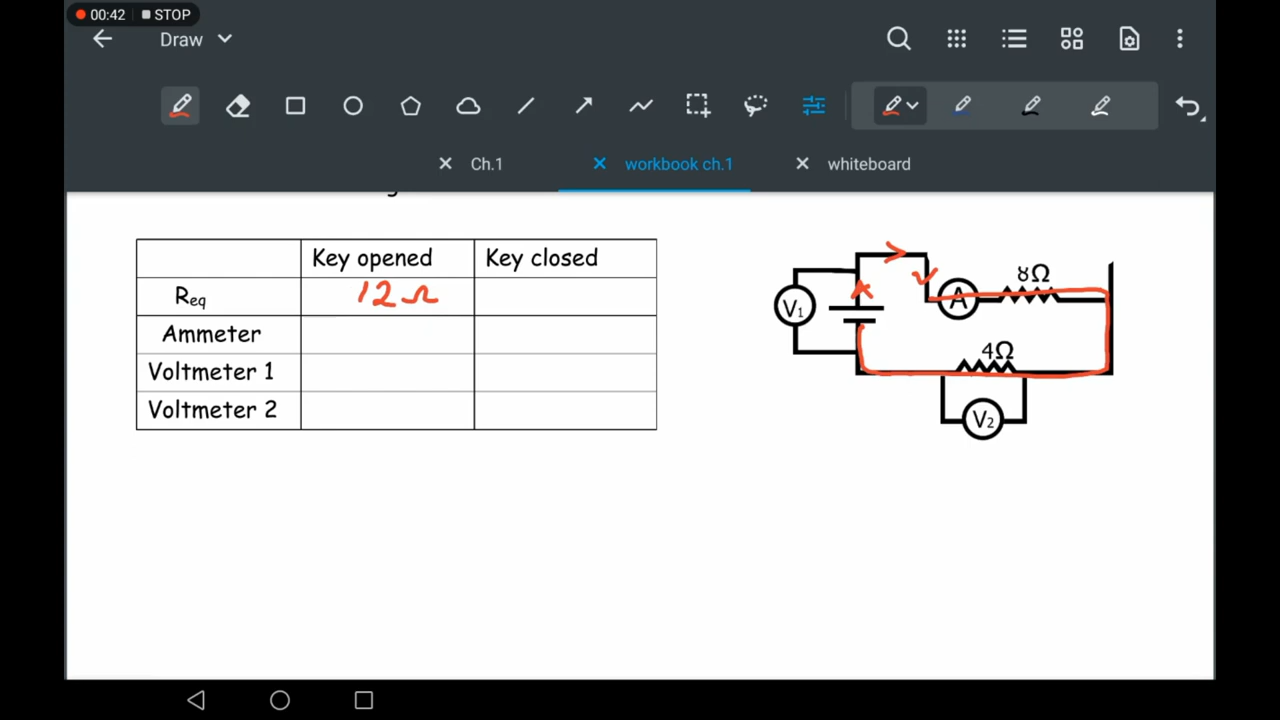 00:42 STOP
Draw
Ch.1
workbook ch.1
whiteboard
Key opened Key closed
Req 12Ω
Ammeter
Voltmeter 1
Voltmeter 2
8Ω
A
V1
4Ω
V2